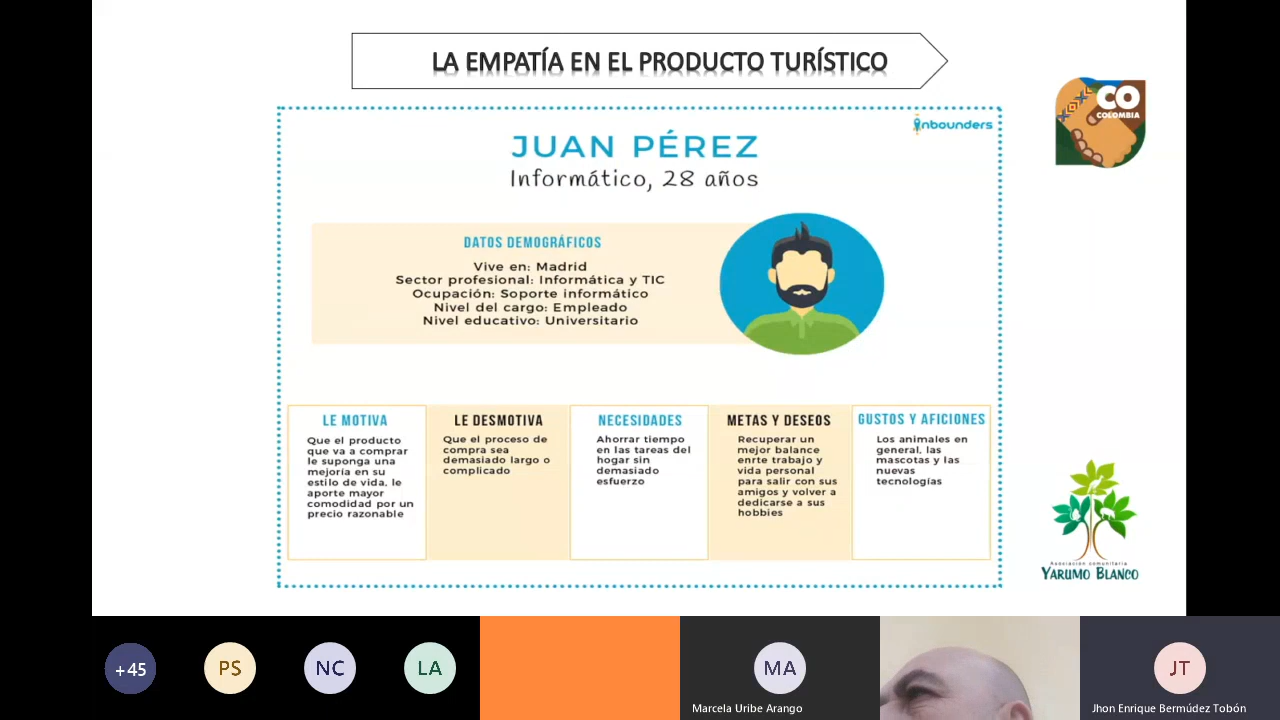 LA EMPATÍA EN EL PRODUCTO TURÍSTICO
CO
COLOMBIA
inbounders
JUAN PÉREZ
Informático, 28 años
DATOS DEMOGRÁFICOS
Vive en: Madrid
Sector profesional: Informática y TIC
Ocupación: Soporte informático
Nivel del cargo: Empleado
Nivel educativo: Universitario
LE MOTIVA
Que el producto
que va a comprar
le suponga una
mejoría en su
estilo de vida, le
aporte mayor
comodidad por un
precio razonable
LE DESMOTIVA
Que el proceso de
compra sea
demasiado largo o
complicado
NECESIDADES
Ahorrar tiempo
en las tareas del
hogar sin
demasiado
esfuerzo
METAS Y DESEOS
Recuperar un
mejor balance
enrte trabajo y
vida personal
para salir con sus
amigos y volver a
dedicarse a sus
hobbies
GUSTOS Y AFICIONES
Los animales en
general, las
mascotas y las
nuevas
tecnologías
Asociación comunitaria
YARUMO BLANCO
+45
PS
NC
LA
MA
Marcela Uribe Arango
JT
Jhon Enrique Bermúdez Tobón